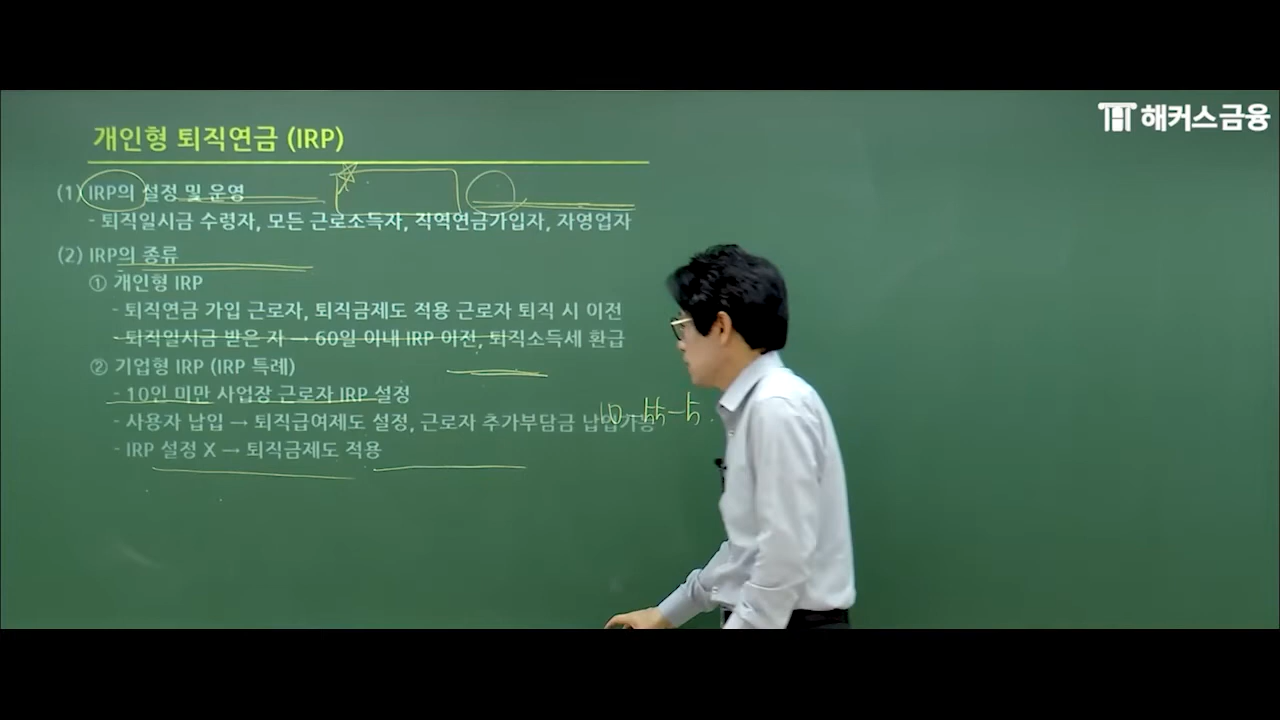 해커스금융
개인형 퇴직연금 (IRP)
(1) IRP의 설정 및 운영
- 퇴직일시금 수령자, 모든 근로소득자, 직역연금가입자, 자영업자
(2) IRP의 종류
① 개인형 IRP
- 퇴직연금 가입 근로자, 퇴직금제도 적용 근로자 퇴직 시 이전
- 퇴직일시금 받은 자 → 60일 이내 IRP 이전, 퇴직소득세 환급
② 기업형 IRP (IRP 특례)
- 10인 미만 사업장 근로자 IRP 설정
10-55-5
- 사용자 납입 → 퇴직급여제도 설정, 근로자 추가부담금 납입가능
- IRP 설정 X → 퇴직금제도 적용